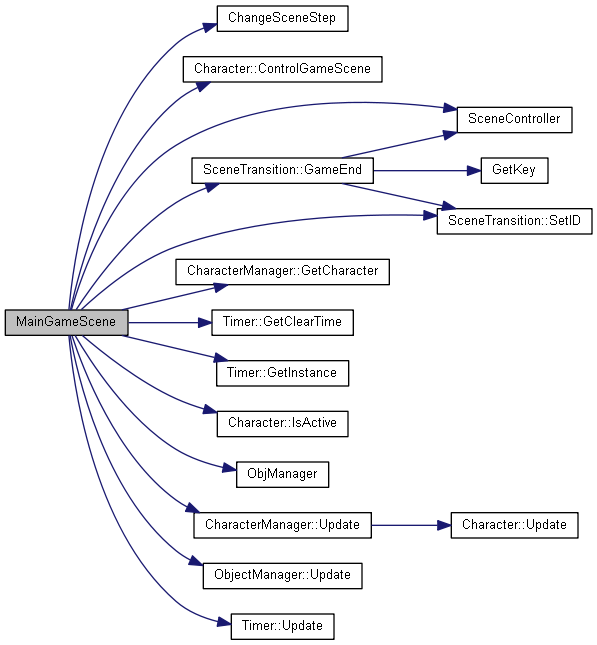 ChangeSceneStep
Character::ControlGameScene
SceneController
SceneTransition::GameEnd
GetKey
SceneTransition::SetID
CharacterManager::GetCharacter
MainGameScene
Timer::GetClearTime
Timer::GetInstance
Character::IsActive
ObjManager
CharacterManager::Update
Character::Update
ObjectManager::Update
Timer::Update